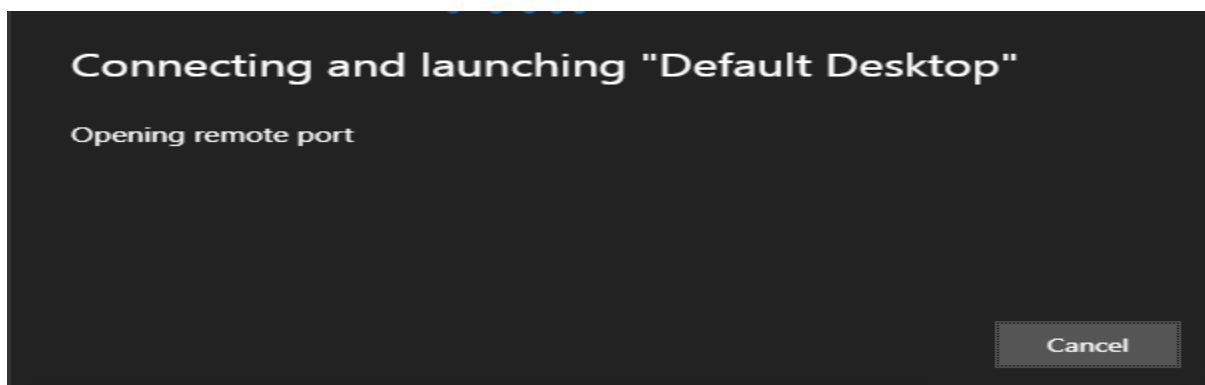 Connecting and launching "Default Desktop"
Opening remote port
Cancel